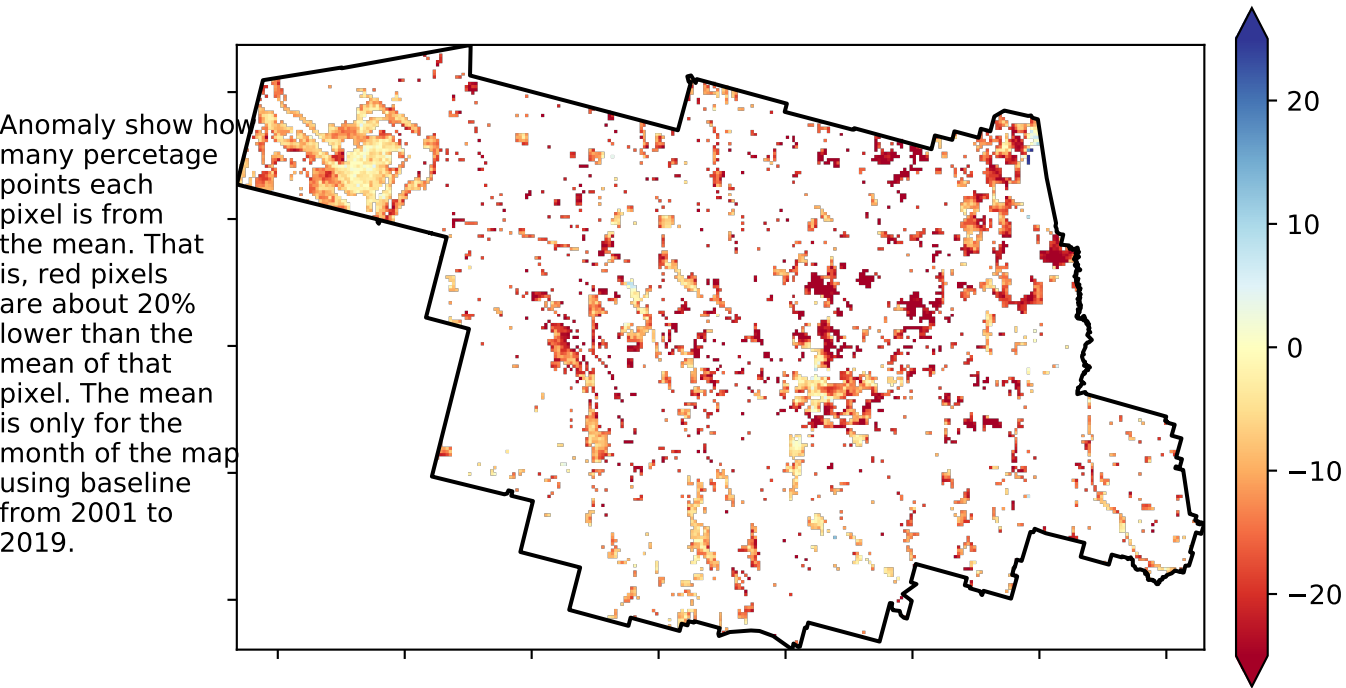 Anomaly show how
many percetage
points each
pixel is from
the mean. That
is, red pixels
are about 20%
lower than the
mean of that
pixel. The mean
is only for the
month of the map
using baseline
from 2001 to
2019.
20
10
0
−10
−20